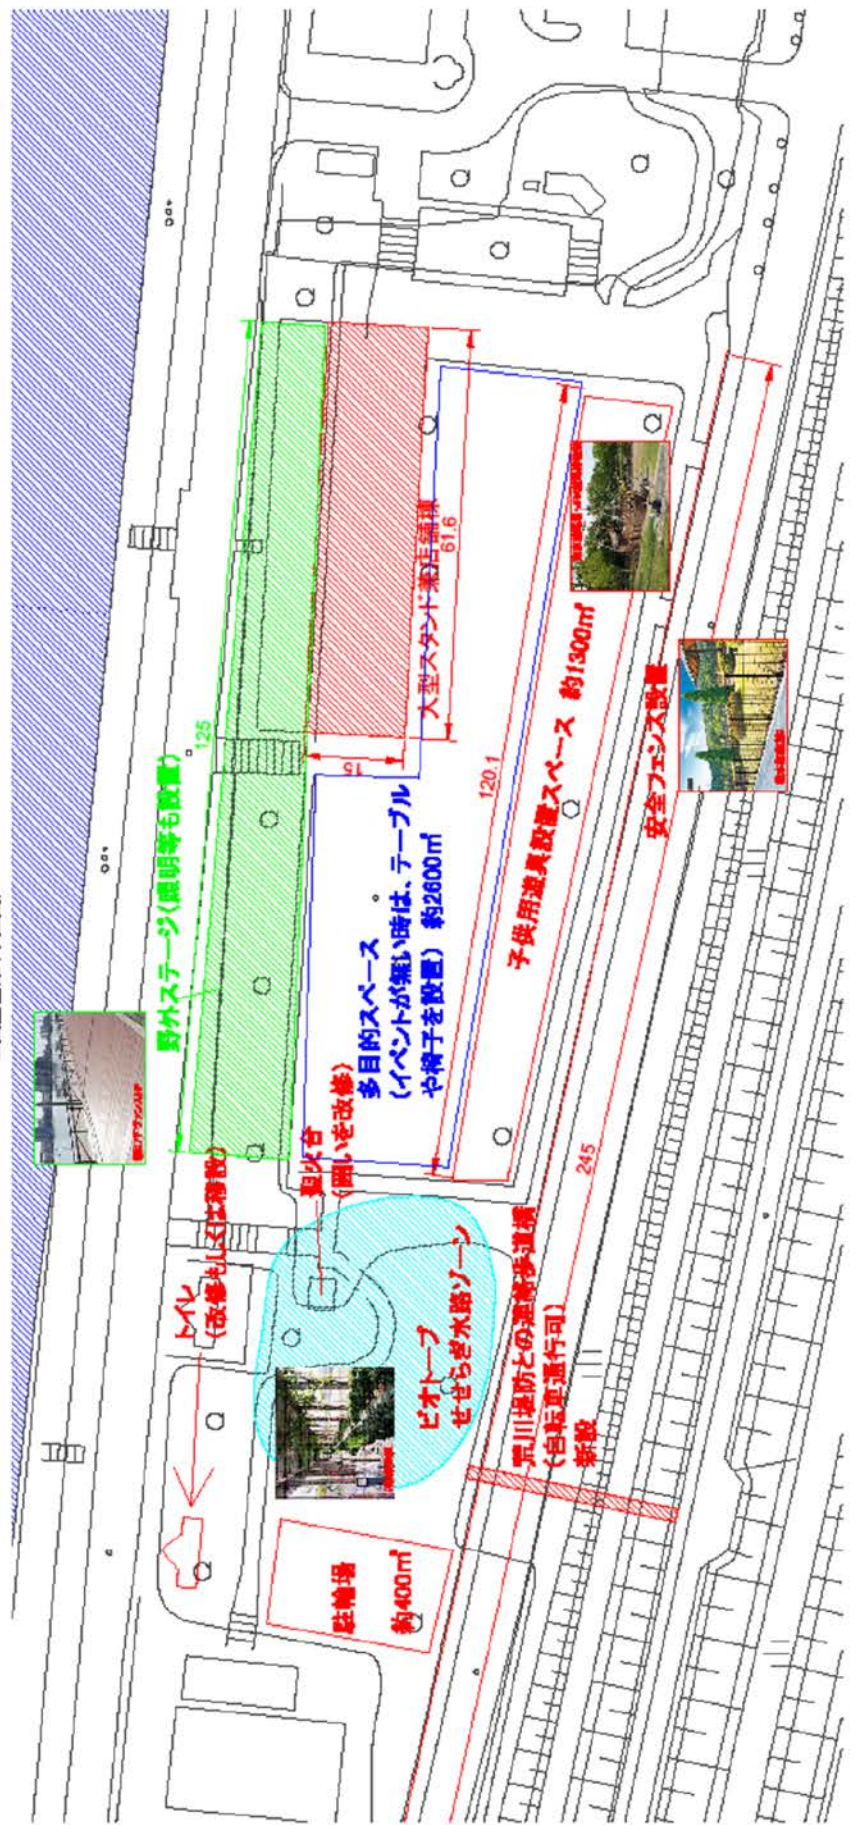 野外ステージ(照明等も設置)
125
大型スタンド兼店舗棟
61.6
15
多目的スペース
(イベントが無い時は、テーブル
や椅子を設置) 約2600㎡
120.1
子供用遊具設置スペース 約1300㎡
安全フェンス設置
245
トイレ
(改修もしくは増設)
聖火台
(囲いを改修)
ビオトープ
せせらぎ水路ゾーン
荒川堤防との連絡歩道橋
(自転車通行可)
新設
駐輪場
約400㎡